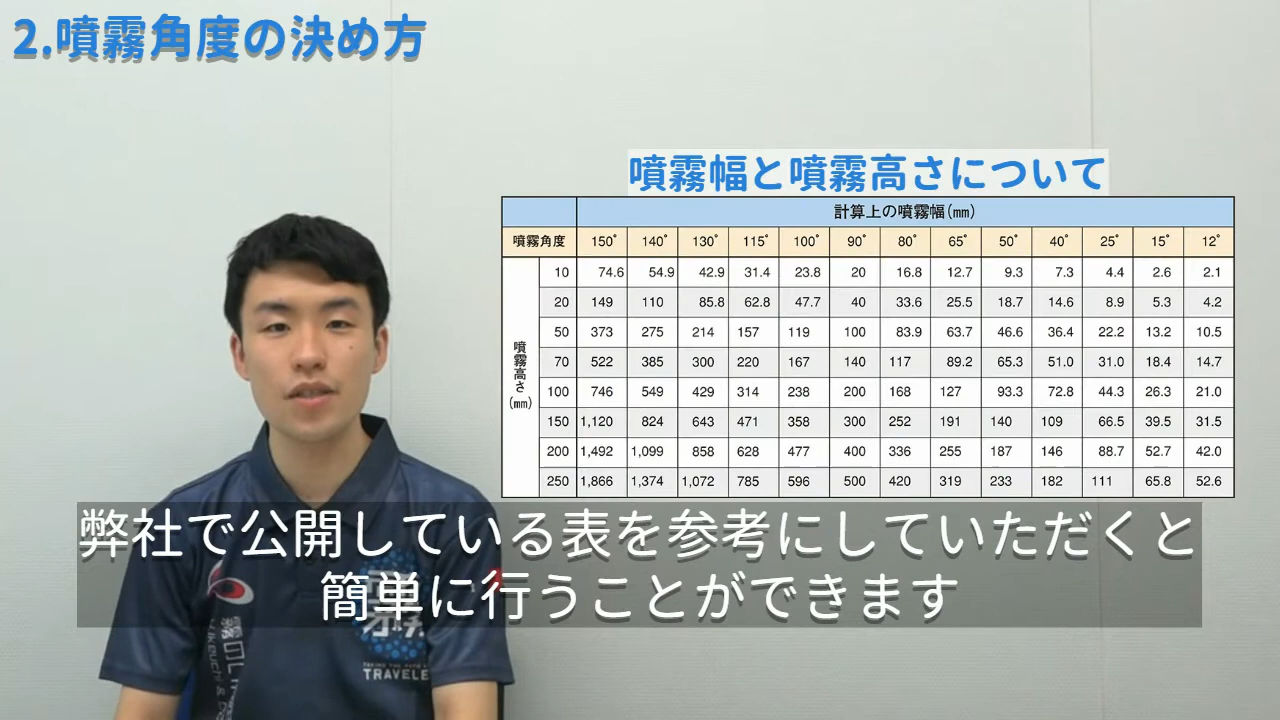 2.噴霧角度の決め方
噴霧幅と噴霧高さについて
計算上の噴霧幅(㎜)
噴霧角度 150° 140° 130° 115° 100° 90° 80° 65° 50° 40° 25° 15° 12°
噴霧高さ(㎜)
10 74.6 54.9 42.9 31.4 23.8 20 16.8 12.7 9.3 7.3 4.4 2.6 2.1
20 149 110 85.8 62.8 47.7 40 33.6 25.5 18.7 14.6 8.9 5.3 4.2
50 373 275 214 157 119 100 83.9 63.7 46.6 36.4 22.2 13.2 10.5
70 522 385 300 220 167 140 117 89.2 65.3 51.0 31.0 18.4 14.7
100 746 549 429 314 238 200 168 127 93.3 72.8 44.3 26.3 21.0
150 1,120 824 643 471 358 300 252 191 140 109 66.5 39.5 31.5
200 1,492 1,099 858 628 477 400 336 255 187 146 88.7 52.7 42.0
250 1,866 1,374 1,072 785 596 500 420 319 233 182 111 65.8 52.6
弊社で公開している表を参考にしていただくと
簡単に行うことができます
霧のい
TRAVELE